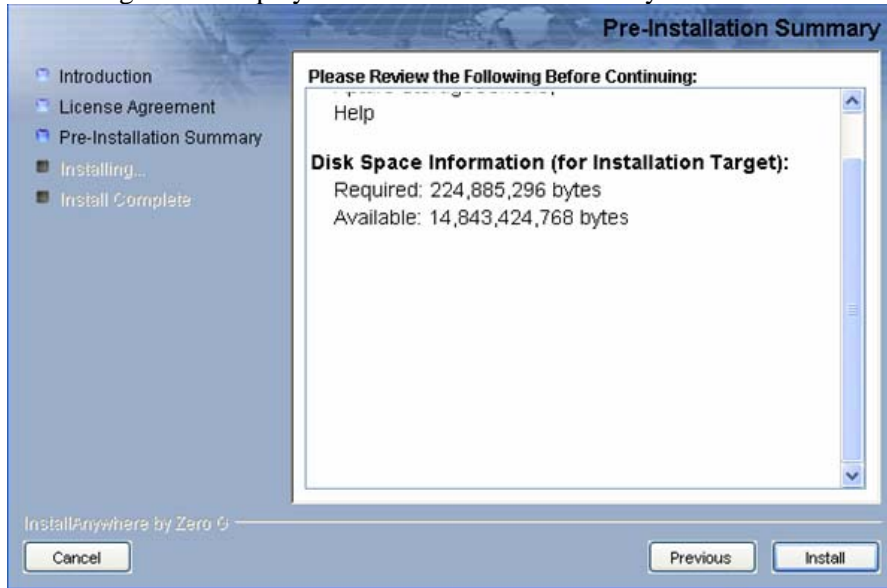 Pre-Installation Summary
Introduction
License Agreement
Pre-Installation Summary
Installing...
Install Complete
Please Review the Following Before Continuing:
Help
Disk Space Information (for Installation Target):
Required: 224,885,296 bytes
Available: 14,843,424,768 bytes
InstallAnywhere by Zero G
Cancel
Previous
Install